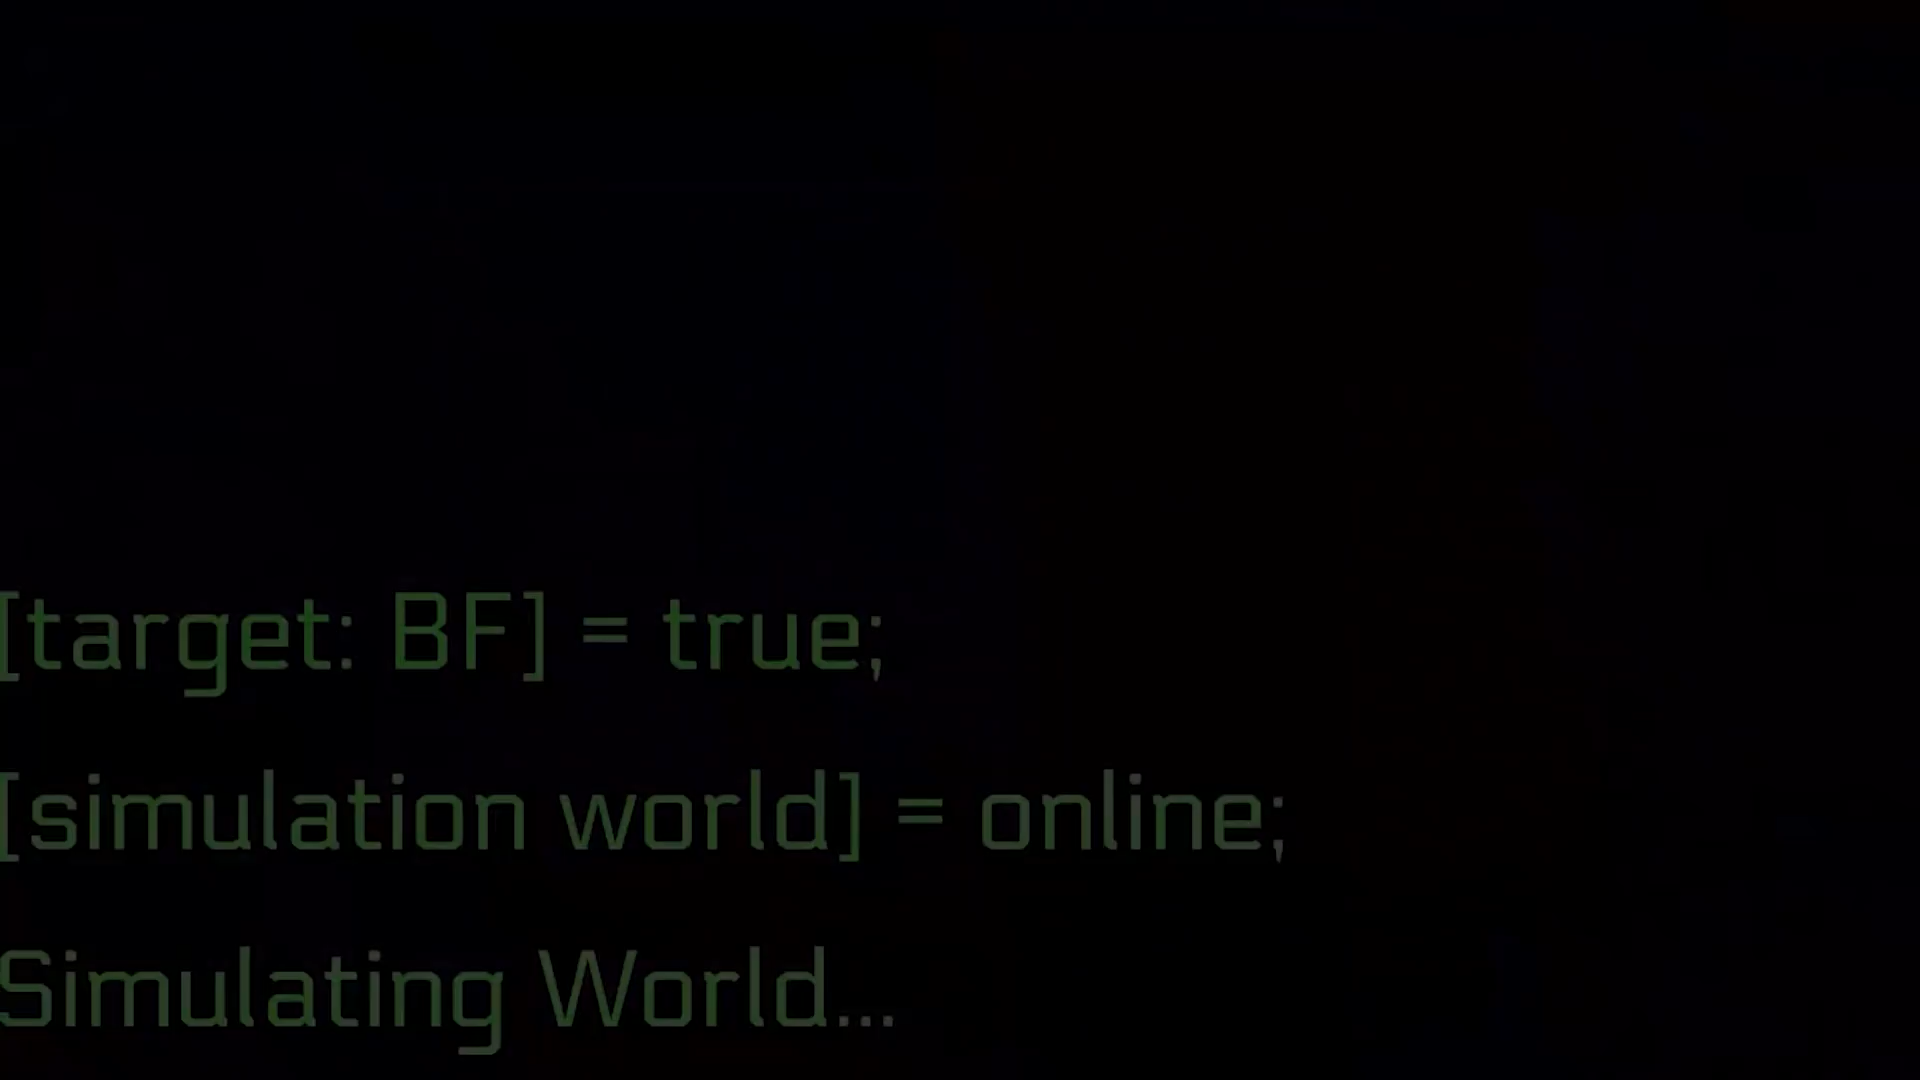 [target: BF] = true;
[simulation world] = online;
Simulating World...